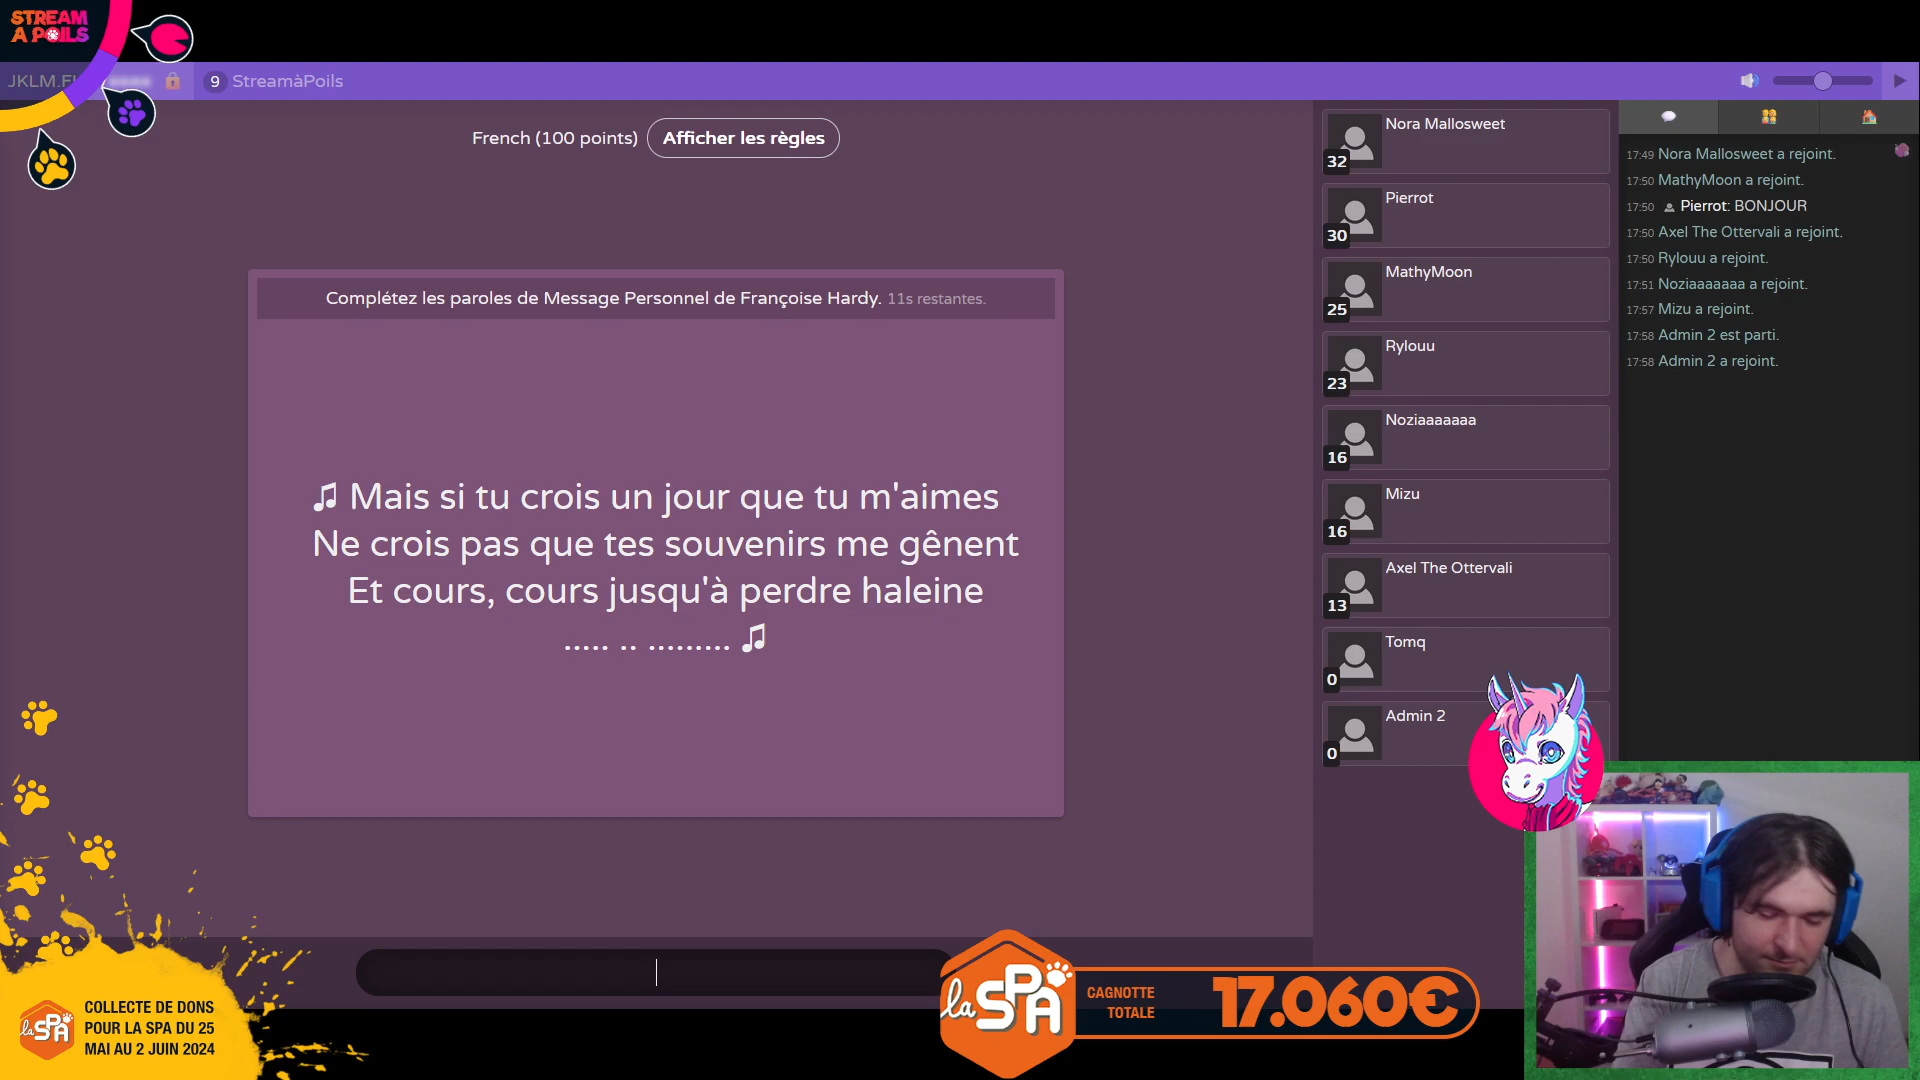 STREAM
A POILS
JKLM.F
9 StreamàPoils
French (100 points) Afficher les règles
Complétez les paroles de Message Personnel de Françoise Hardy. 11s restantes.
♫ Mais si tu crois un jour que tu m'aimes
Ne crois pas que tes souvenirs me gênent
Et cours, cours jusqu'à perdre haleine
..... .. ......... ♫
Nora Mallosweet
32
Pierrot
30
MathyMoon
25
Rylouu
23
Noziaaaaaaa
16
Mizu
16
Axel The Ottervali
13
Tomq
0
Admin 2
0
17:49 Nora Mallosweet a rejoint.
17:50 MathyMoon a rejoint.
17:50 Pierrot: BONJOUR
17:50 Axel The Ottervali a rejoint.
17:50 Rylouu a rejoint.
17:51 Noziaaaaaaa a rejoint.
17:57 Mizu a rejoint.
17:58 Admin 2 est parti.
17:58 Admin 2 a rejoint.
la SPA
COLLECTE DE DONS
POUR LA SPA DU 25
MAI AU 2 JUIN 2024
la SPA
CAGNOTTE
TOTALE
17.060€